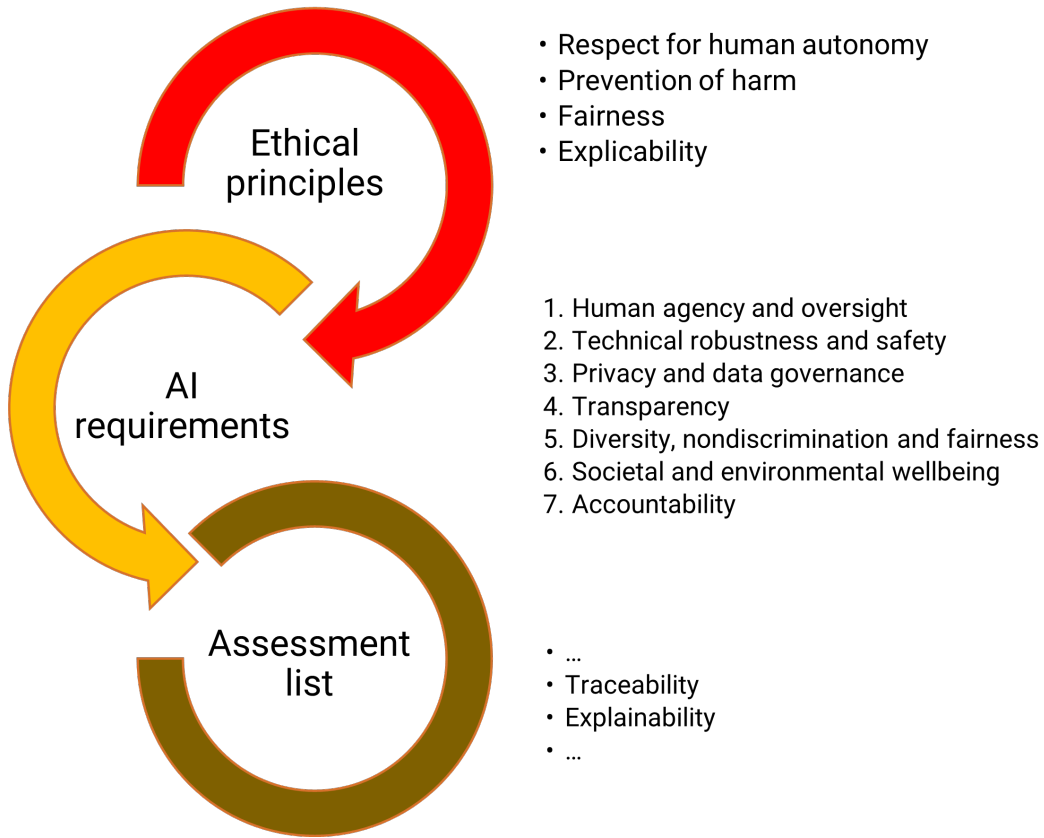 Ethical
principles
• Respect for human autonomy
• Prevention of harm
• Fairness
• Explicability
AI
requirements
1. Human agency and oversight
2. Technical robustness and safety
3. Privacy and data governance
4. Transparency
5. Diversity, nondiscrimination and fairness
6. Societal and environmental wellbeing
7. Accountability
Assessment
list
• ...
• Traceability
• Explainability
• ...